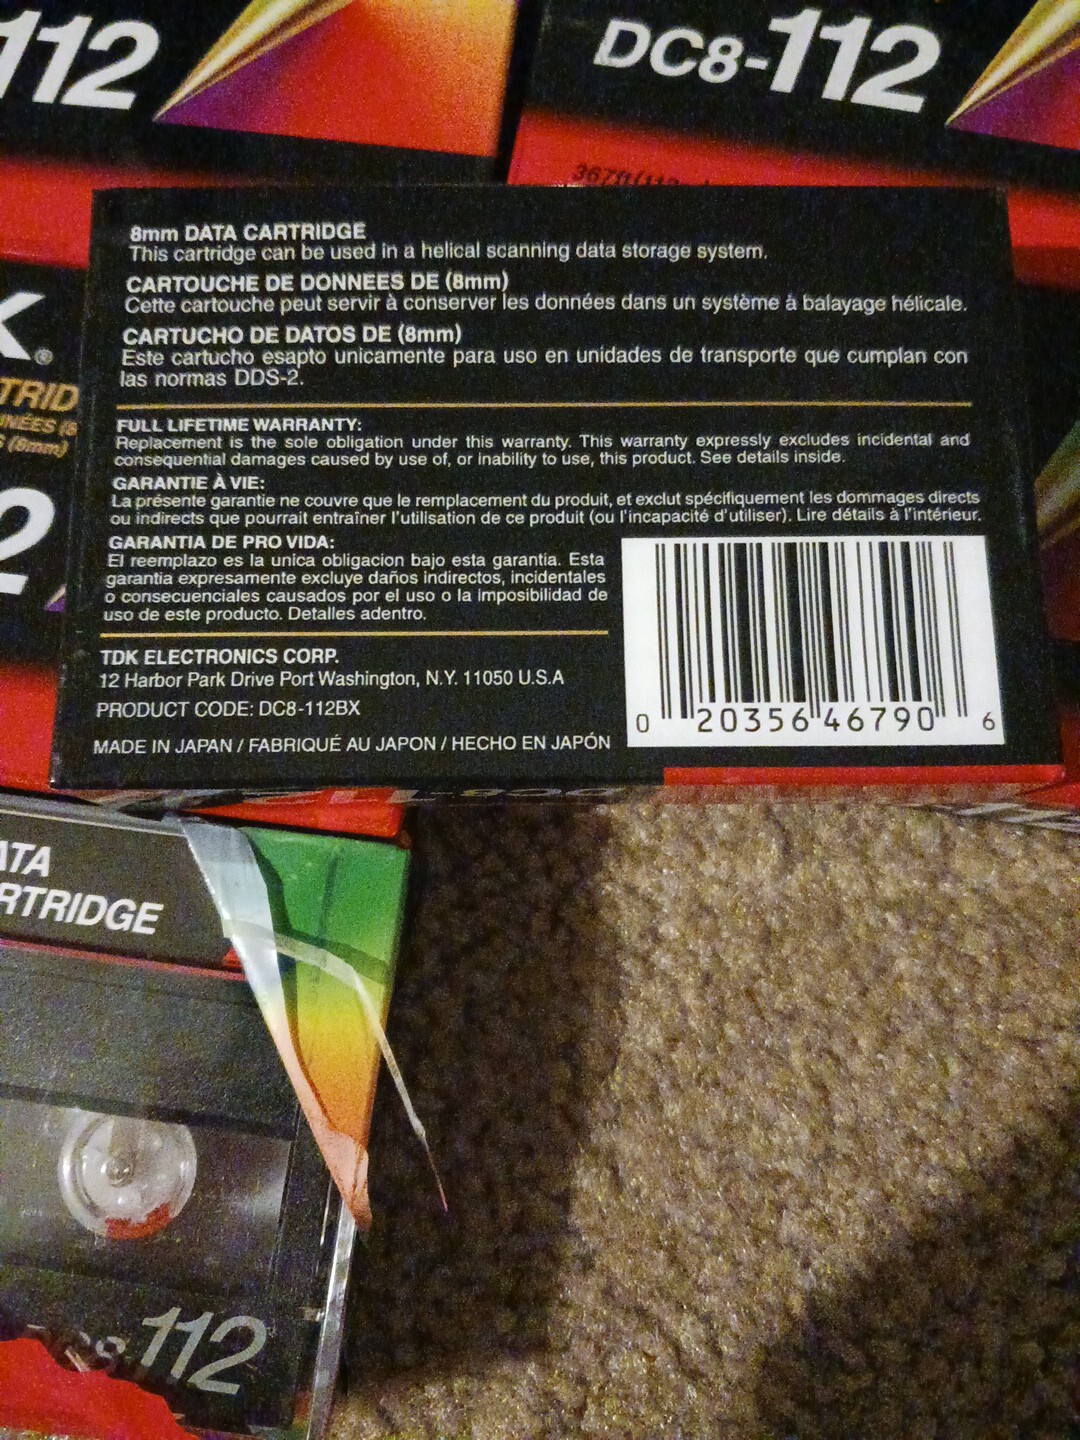 112
DC8-112
8mm DATA CARTRIDGE
This cartridge can be used in a helical scanning data storage system.
CARTOUCHE DE DONNEES DE (8mm)
Cette cartouche peut servir à conserver les données dans un système à balayage hélicale.
CARTUCHO DE DATOS DE (8mm)
Este cartucho esapto unicamente para uso en unidades de transporte que cumplan con
las normas DDS-2.
FULL LIFETIME WARRANTY:
Replacement is the sole obligation under this warranty. This warranty expressly excludes incidental and
consequential damages caused by use of, or inability to use, this product. See details inside.
GARANTIE À VIE:
La présente garantie ne couvre que le remplacement du produit, et exclut spécifiquement les dommages directs
ou indirects que pourrait entraîner l'utilisation de ce produit (ou l'incapacité d'utiliser). Lire détails à l'intérieur.
GARANTIA DE PRO VIDA:
El reemplazo es la unica obligacion bajo esta garantia. Esta
garantia expresamente excluye daños indirectos, incidentales
o consecuenciales causados por el uso o la imposibilidad de
uso de este producto. Detalles adentro.
TDK ELECTRONICS CORP.
12 Harbor Park Drive Port Washington, N.Y. 11050 U.S.A
PRODUCT CODE: DC8-112BX
MADE IN JAPAN / FABRIQUÉ AU JAPON / HECHO EN JAPÓN
0 20356 46790 6
K®
TRID
NNÉES (8
S (8mm)
2
ATA
RTRIDGE
112